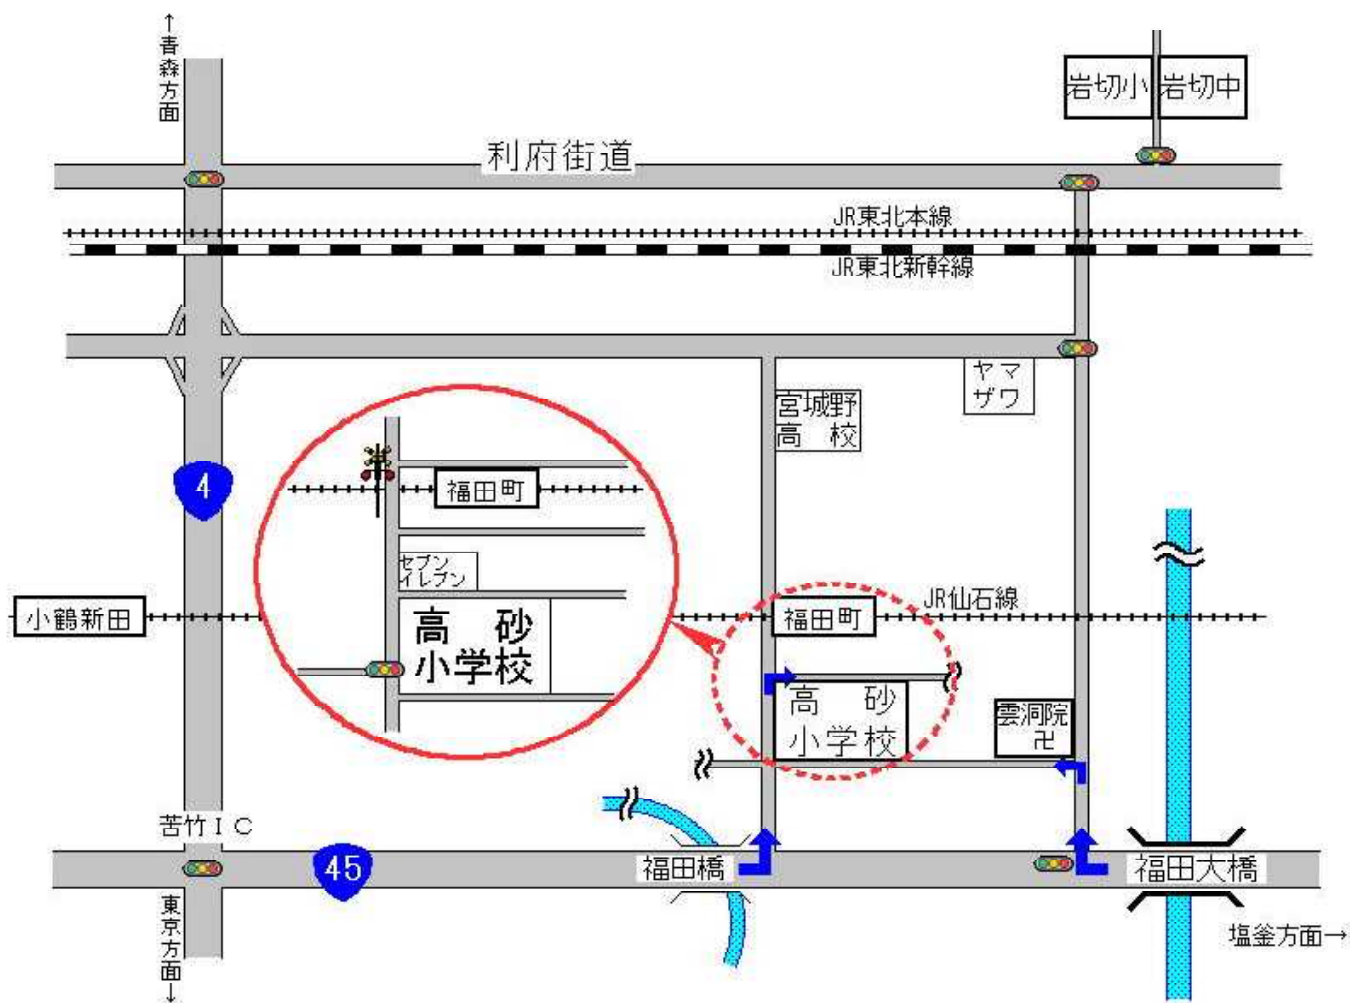 ↑青森方面
岩切小
岩切中
利府街道
JR東北本線
JR東北新幹線
ヤマ
ザワ
宮城野
高校
4
福田町
セブン
イレブン
高砂
小学校
小鶴新田
福田町
JR仙石線
高砂
小学校
雲洞院
卍
苦竹IC
45
福田橋
福田大橋
東京方面↓
塩釜方面→